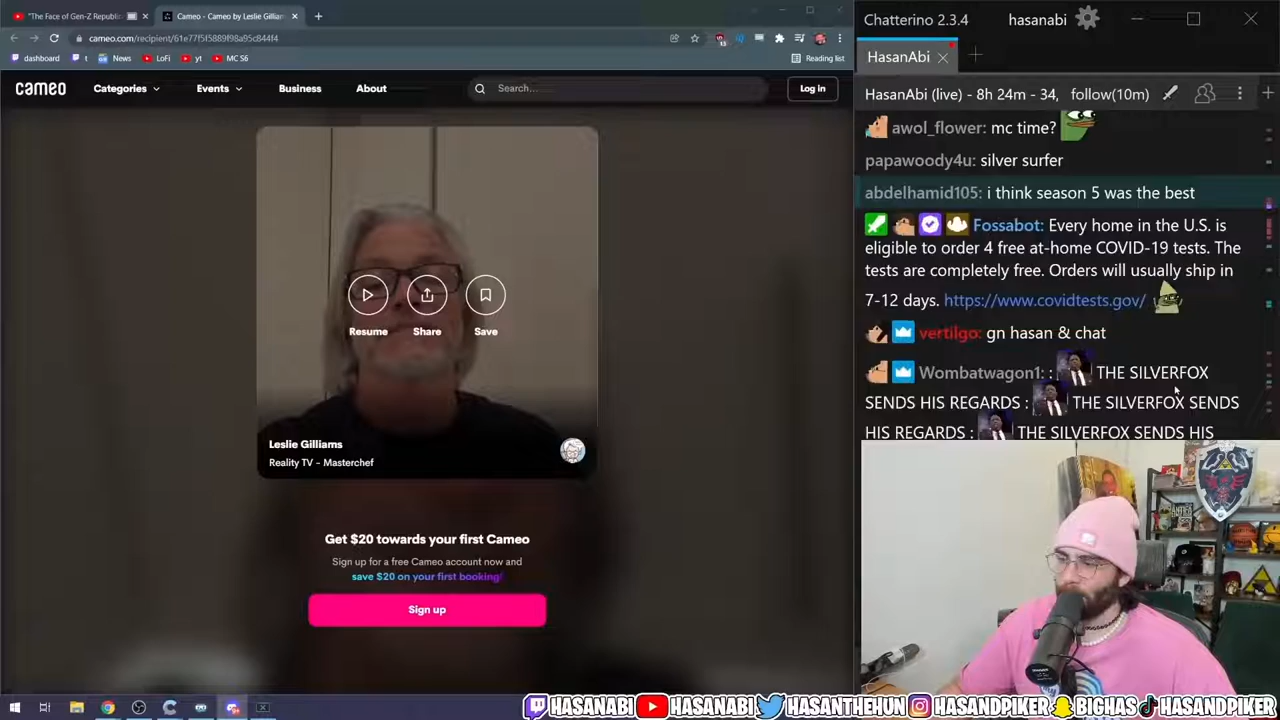 "The Face of Gen-Z Republic
Cameo - Cameo by Leslie Gilliam
cameo.com/recipient/61e77f5f5889f98a95c844f4
dashboard
t
News
LoFi
yt
MC S6
Reading list
cameo
Categories
Events
Business
About
Search...
Log in
Resume
Share
Save
Leslie Gilliams
Reality TV - Masterchef
Get $20 towards your first Cameo
Sign up for a free Cameo account now and
save $20 on your first booking!
Sign up
Chatterino 2.3.4
hasanabi
HasanAbi
HasanAbi (live) - 8h 24m - 34,
follow(10m)
awol_flower: mc time?
papawoody4u: silver surfer
abdelhamid105: i think season 5 was the best
Fossabot: Every home in the U.S. is
eligible to order 4 free at-home COVID-19 tests. The
tests are completely free. Orders will usually ship in
7-12 days. https://www.covidtests.gov/
vertilgo: gn hasan & chat
Wombatwagon1: : THE SILVERFOX
SENDS HIS REGARDS : THE SILVERFOX SENDS
HIS REGARDS : THE SILVERFOX SENDS HIS
HASANABI HASANABI HASANTHEHUN HASANDPIKER BIGHAS HASANDPIKER